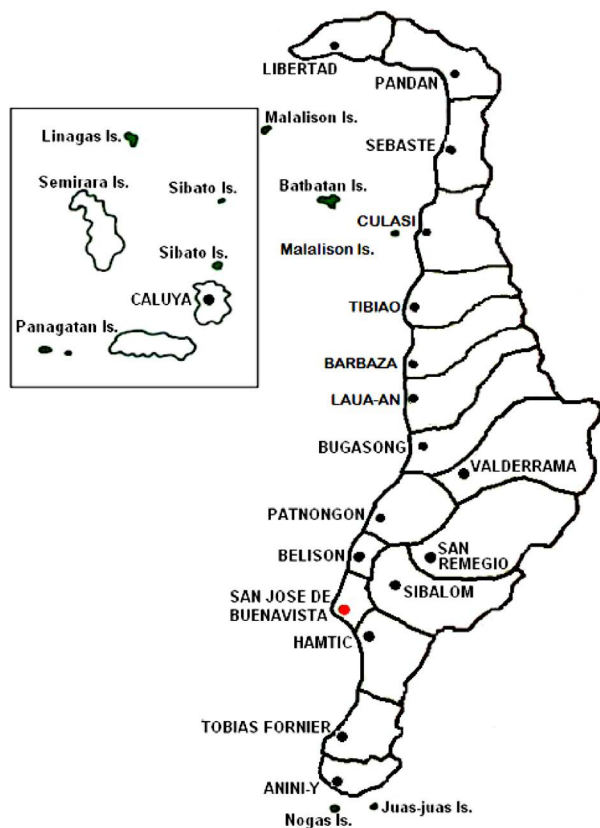 LIBERTAD
PANDAN
Malalison Is.
Linagas Is.
SEBASTE
Semirara Is.
Sibato Is.
Batbatan Is.
CULASI
Malalison Is.
Sibato Is.
CALUYA
TIBIAO
Panagatan Is.
BARBAZA
LAUA-AN
BUGASONG
VALDERRAMA
PATNONGON
BELISON
SAN
REMEGIO
SIBALOM
SAN JOSE DE
BUENAVISTA
HAMTIC
TOBIAS FORNIER
ANINI-Y
Juas-juas Is.
Nogas Is.